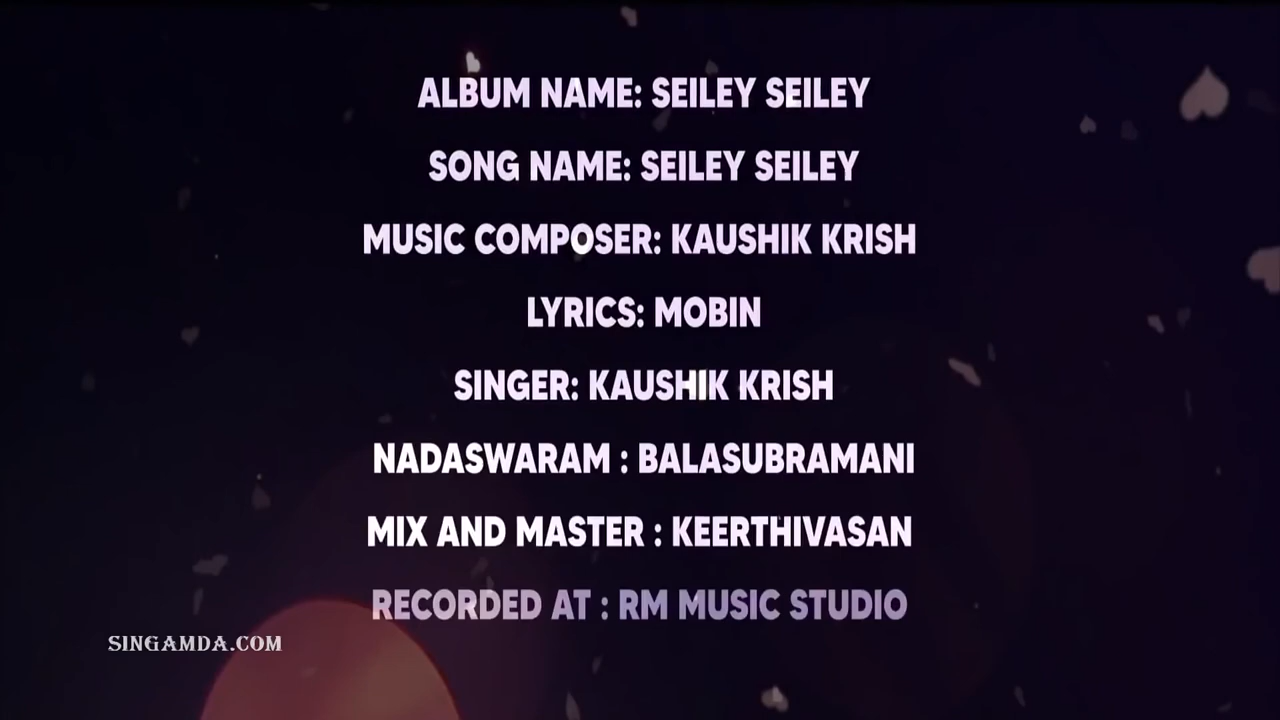 ALBUM NAME: SEILEY SEILEY
SONG NAME: SEILEY SEILEY
MUSIC COMPOSER: KAUSHIK KRISH
LYRICS: MOBIN
SINGER: KAUSHIK KRISH
NADASWARAM : BALASUBRAMANI
MIX AND MASTER : KEERTHIVASAN
RECORDED AT : RM MUSIC STUDIO
SINGAMDA.COM